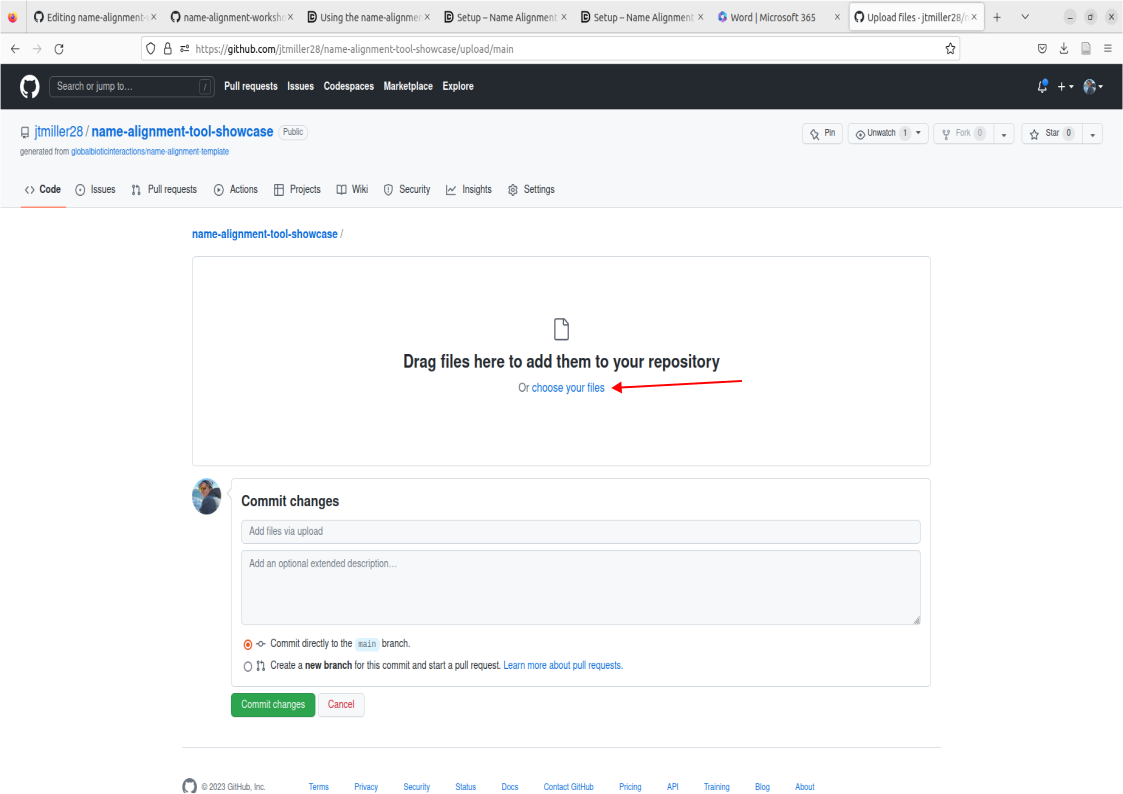 Editing name-alignment-
name-alignment-worksho
Using the name-alignmen
Setup – Name Alignment
Setup – Name Alignment
Word | Microsoft 365
Upload files · jtmiller28/n
https://github.com/jtmiller28/name-alignment-tool-showcase/upload/main
Search or jump to…
/
Pull requests
Issues
Codespaces
Marketplace
Explore
jtmiller28 / name-alignment-tool-showcase Public
Pin
Unwatch 1
Fork 0
Star 0
generated from globalbioticinteractions/name-alignment-template
Code
Issues
Pull requests
Actions
Projects
Wiki
Security
Insights
Settings
name-alignment-tool-showcase /
Drag files here to add them to your repository
Or choose your files
Commit changes
Add files via upload
Add an optional extended description…
Commit directly to the main branch.
Create a new branch for this commit and start a pull request. Learn more about pull requests.
Commit changes
Cancel
© 2023 GitHub, Inc.
Terms
Privacy
Security
Status
Docs
Contact GitHub
Pricing
API
Training
Blog
About